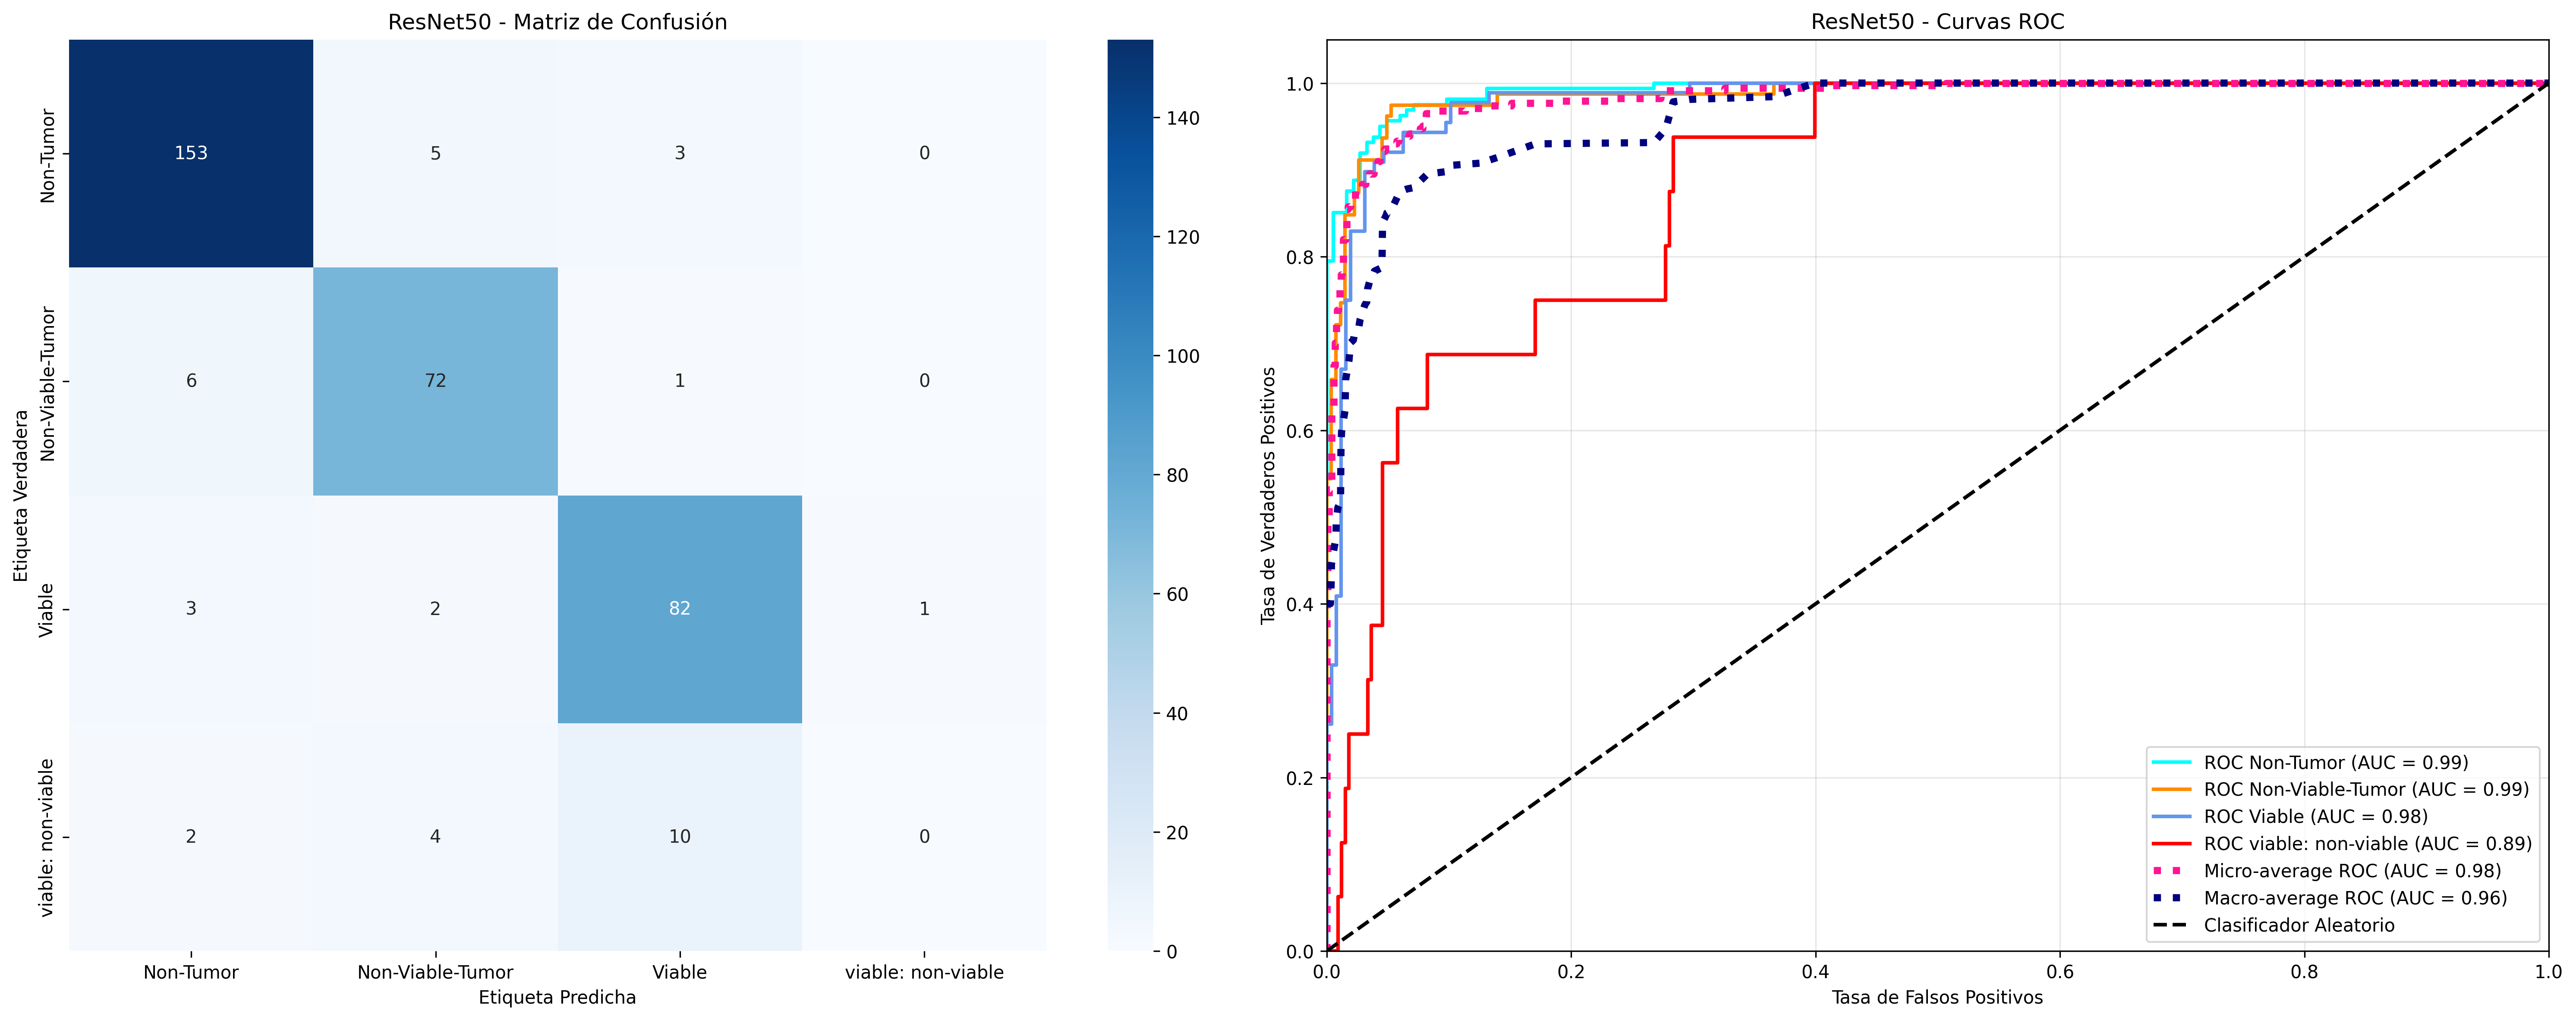 ResNet50 - Matriz de Confusión
Etiqueta Verdadera
Non-Tumor
153
5
3
0
Non-Viable-Tumor
6
72
1
0
Viable
3
2
82
1
viable: non-viable
2
4
10
0
Non-Tumor
Non-Viable-Tumor
Viable
viable: non-viable
Etiqueta Predicha
140
120
100
80
60
40
20
0
ResNet50 - Curvas ROC
Tasa de Verdaderos Positivos
1.0
0.8
0.6
0.4
0.2
0.0
ROC Non-Tumor (AUC = 0.99)
ROC Non-Viable-Tumor (AUC = 0.99)
ROC Viable (AUC = 0.98)
ROC viable: non-viable (AUC = 0.89)
Micro-average ROC (AUC = 0.98)
Macro-average ROC (AUC = 0.96)
Clasificador Aleatorio
0.0
0.2
0.4
0.6
0.8
1.0
Tasa de Falsos Positivos